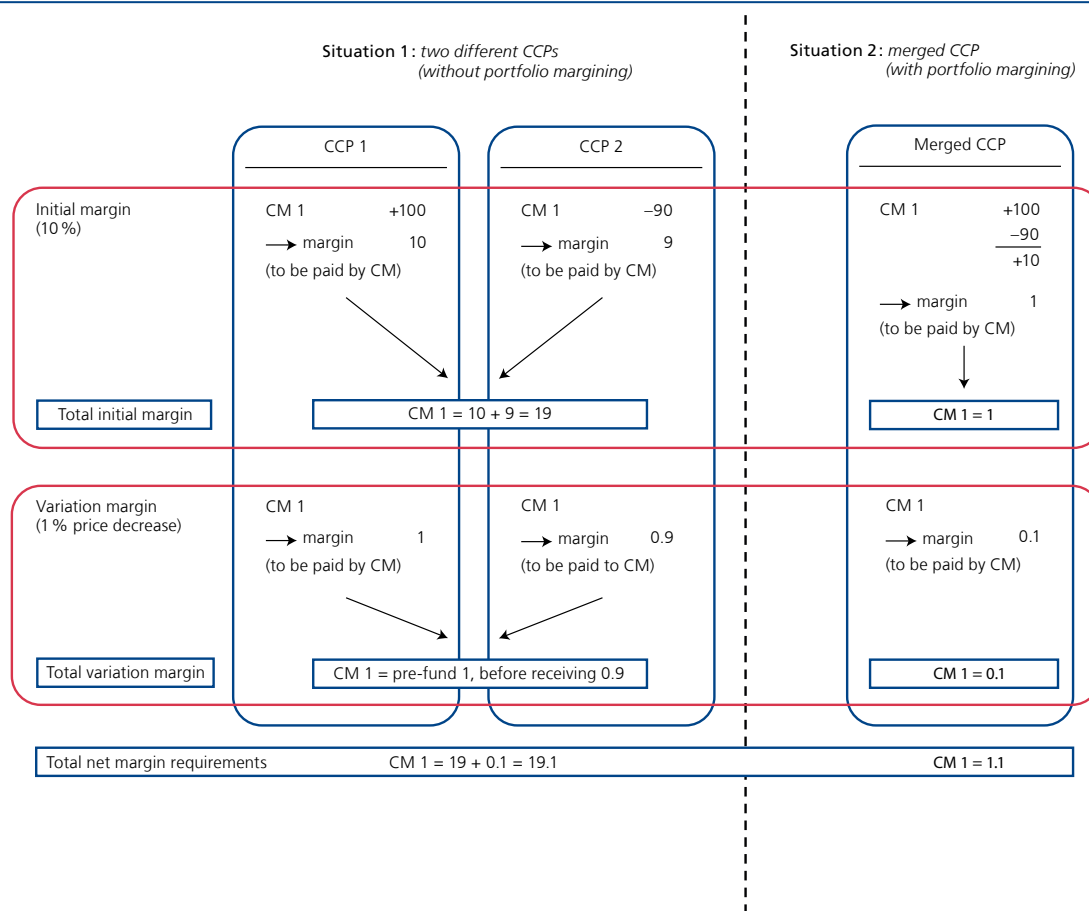 Situation 1: two different CCPs
(without portfolio margining)
Situation 2: merged CCP
(with portfolio margining)
CCP 1
CCP 2
Merged CCP
Initial margin
(10 %)
CM 1 +100
margin 10
(to be paid by CM)
CM 1 –90
margin 9
(to be paid by CM)
CM 1 +100
–90
+10
margin 1
(to be paid by CM)
Total initial margin
CM 1 = 10 + 9 = 19
CM 1 = 1
Variation margin
(1 % price decrease)
CM 1
margin 1
(to be paid by CM)
CM 1
margin 0.9
(to be paid to CM)
CM 1
margin 0.1
(to be paid by CM)
Total variation margin
CM 1 = pre-fund 1, before receiving 0.9
CM 1 = 0.1
Total net margin requirements
CM 1 = 19 + 0.1 = 19.1
CM 1 = 1.1